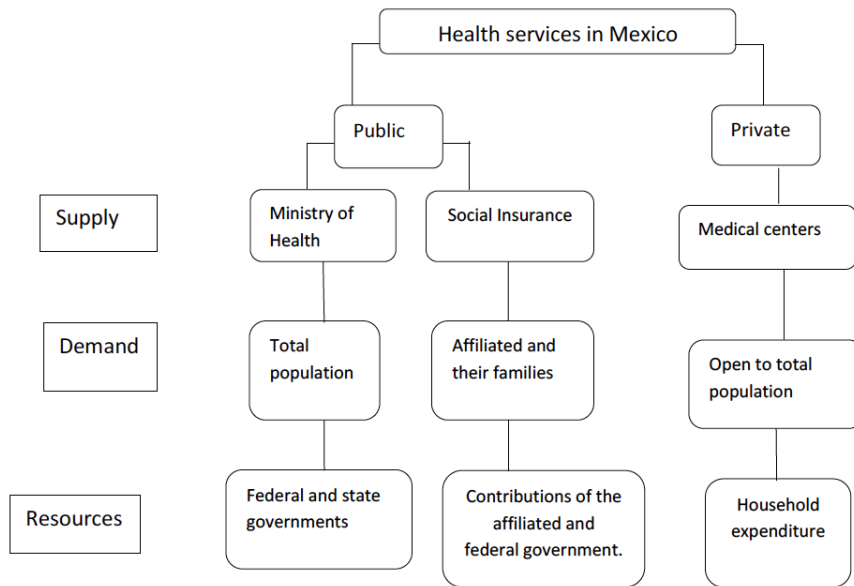 Health services in Mexico
Public
Private
Supply
Ministry of
Health
Social Insurance
Medical centers
Demand
Total
population
Affiliated and
their families
Open to total
population
Resources
Federal and state
governments
Contributions of the
affiliated and
federal government.
Household
expenditure